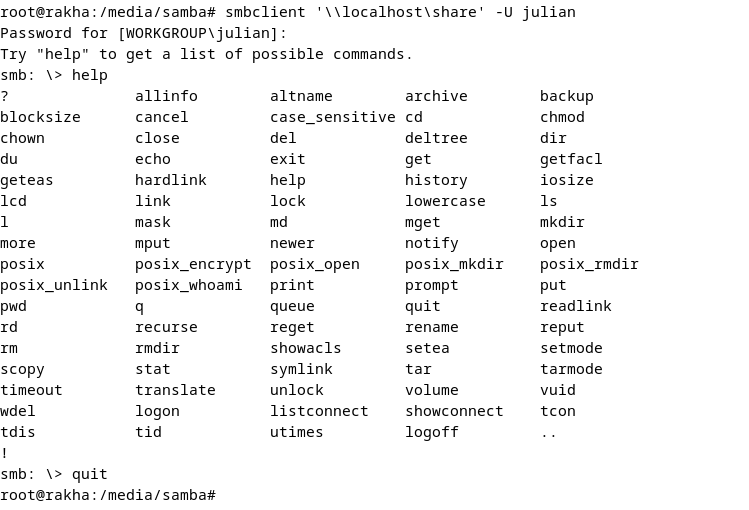 root@rakha:/media/samba# smbclient '\\localhost\share' -U julian
Password for [WORKGROUP\julian]:
Try "help" to get a list of possible commands.
smb: \> help
?              allinfo        altname        archive        backup
blocksize      cancel         case_sensitive cd             chmod
chown          close          del            deltree        dir
du             echo           exit           get            getfacl
geteas         hardlink       help           history        iosize
lcd            link           lock           lowercase      ls
l              mask           md             mget           mkdir
more           mput           newer          notify         open
posix          posix_encrypt  posix_open     posix_mkdir    posix_rmdir
posix_unlink   posix_whoami   print          prompt         put
pwd            q              queue          quit           readlink
rd             recurse        reget          rename         reput
rm             rmdir          showacls       setea          setmode
scopy          stat           symlink        tar            tarmode
timeout        translate      unlock         volume         vuid
wdel           logon          listconnect    showconnect    tcon
tdis           tid            utimes         logoff         ..
!
smb: \> quit
root@rakha:/media/samba#